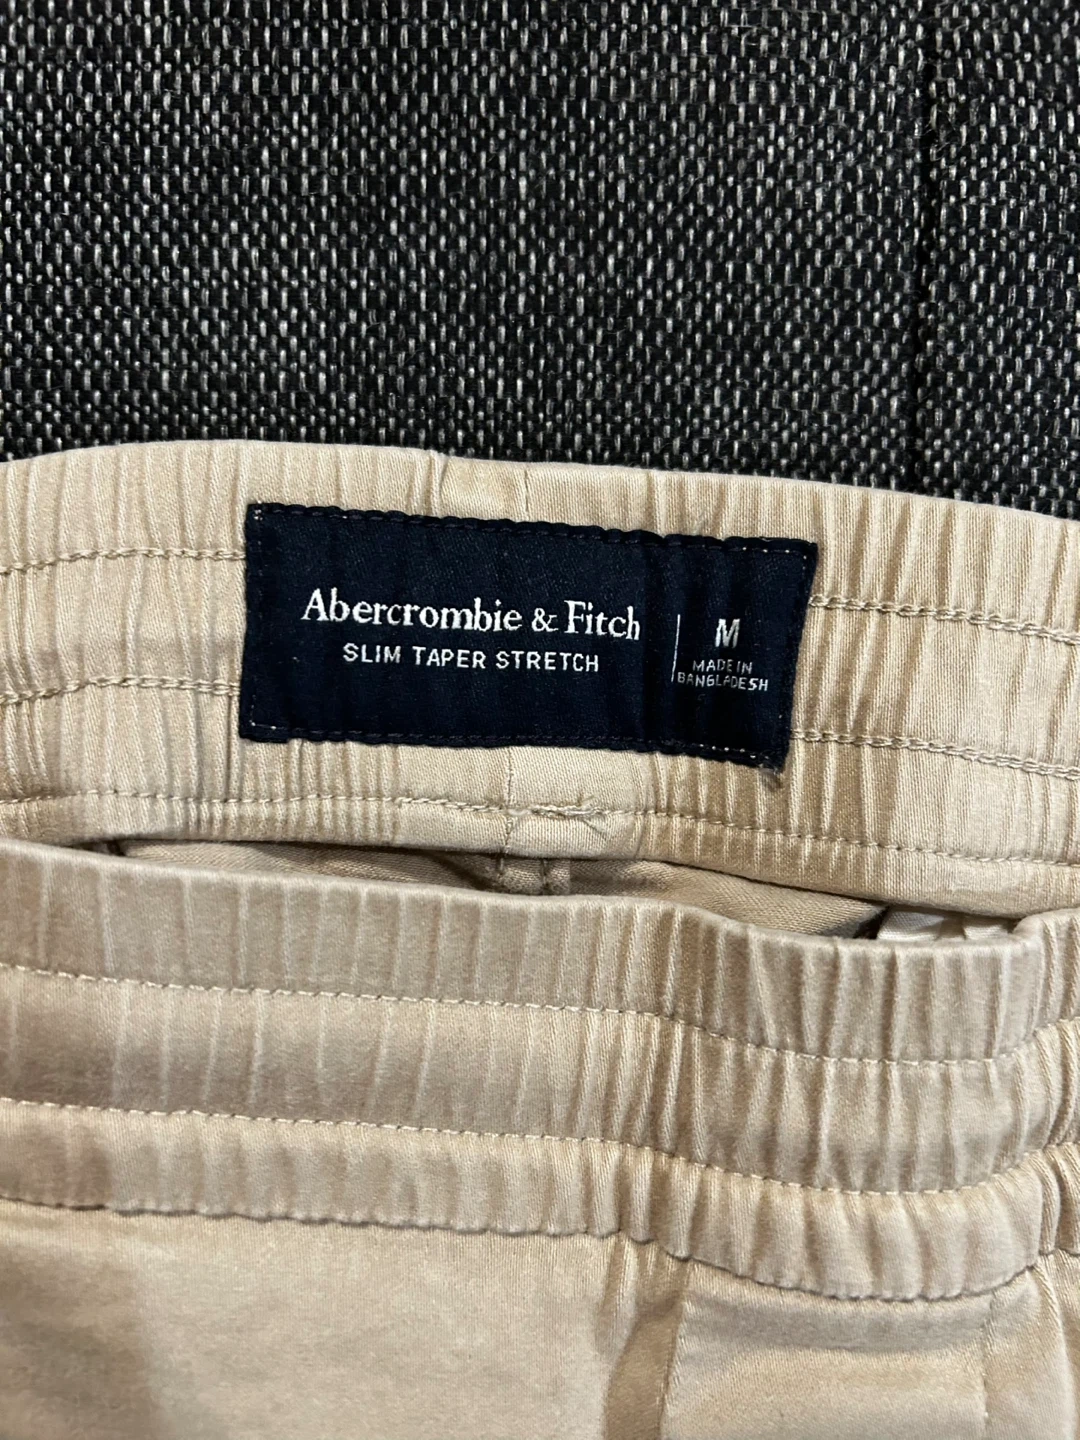 Abercrombie & Fitch
SLIM TAPER STRETCH
M
MADE IN
BANGLADESH